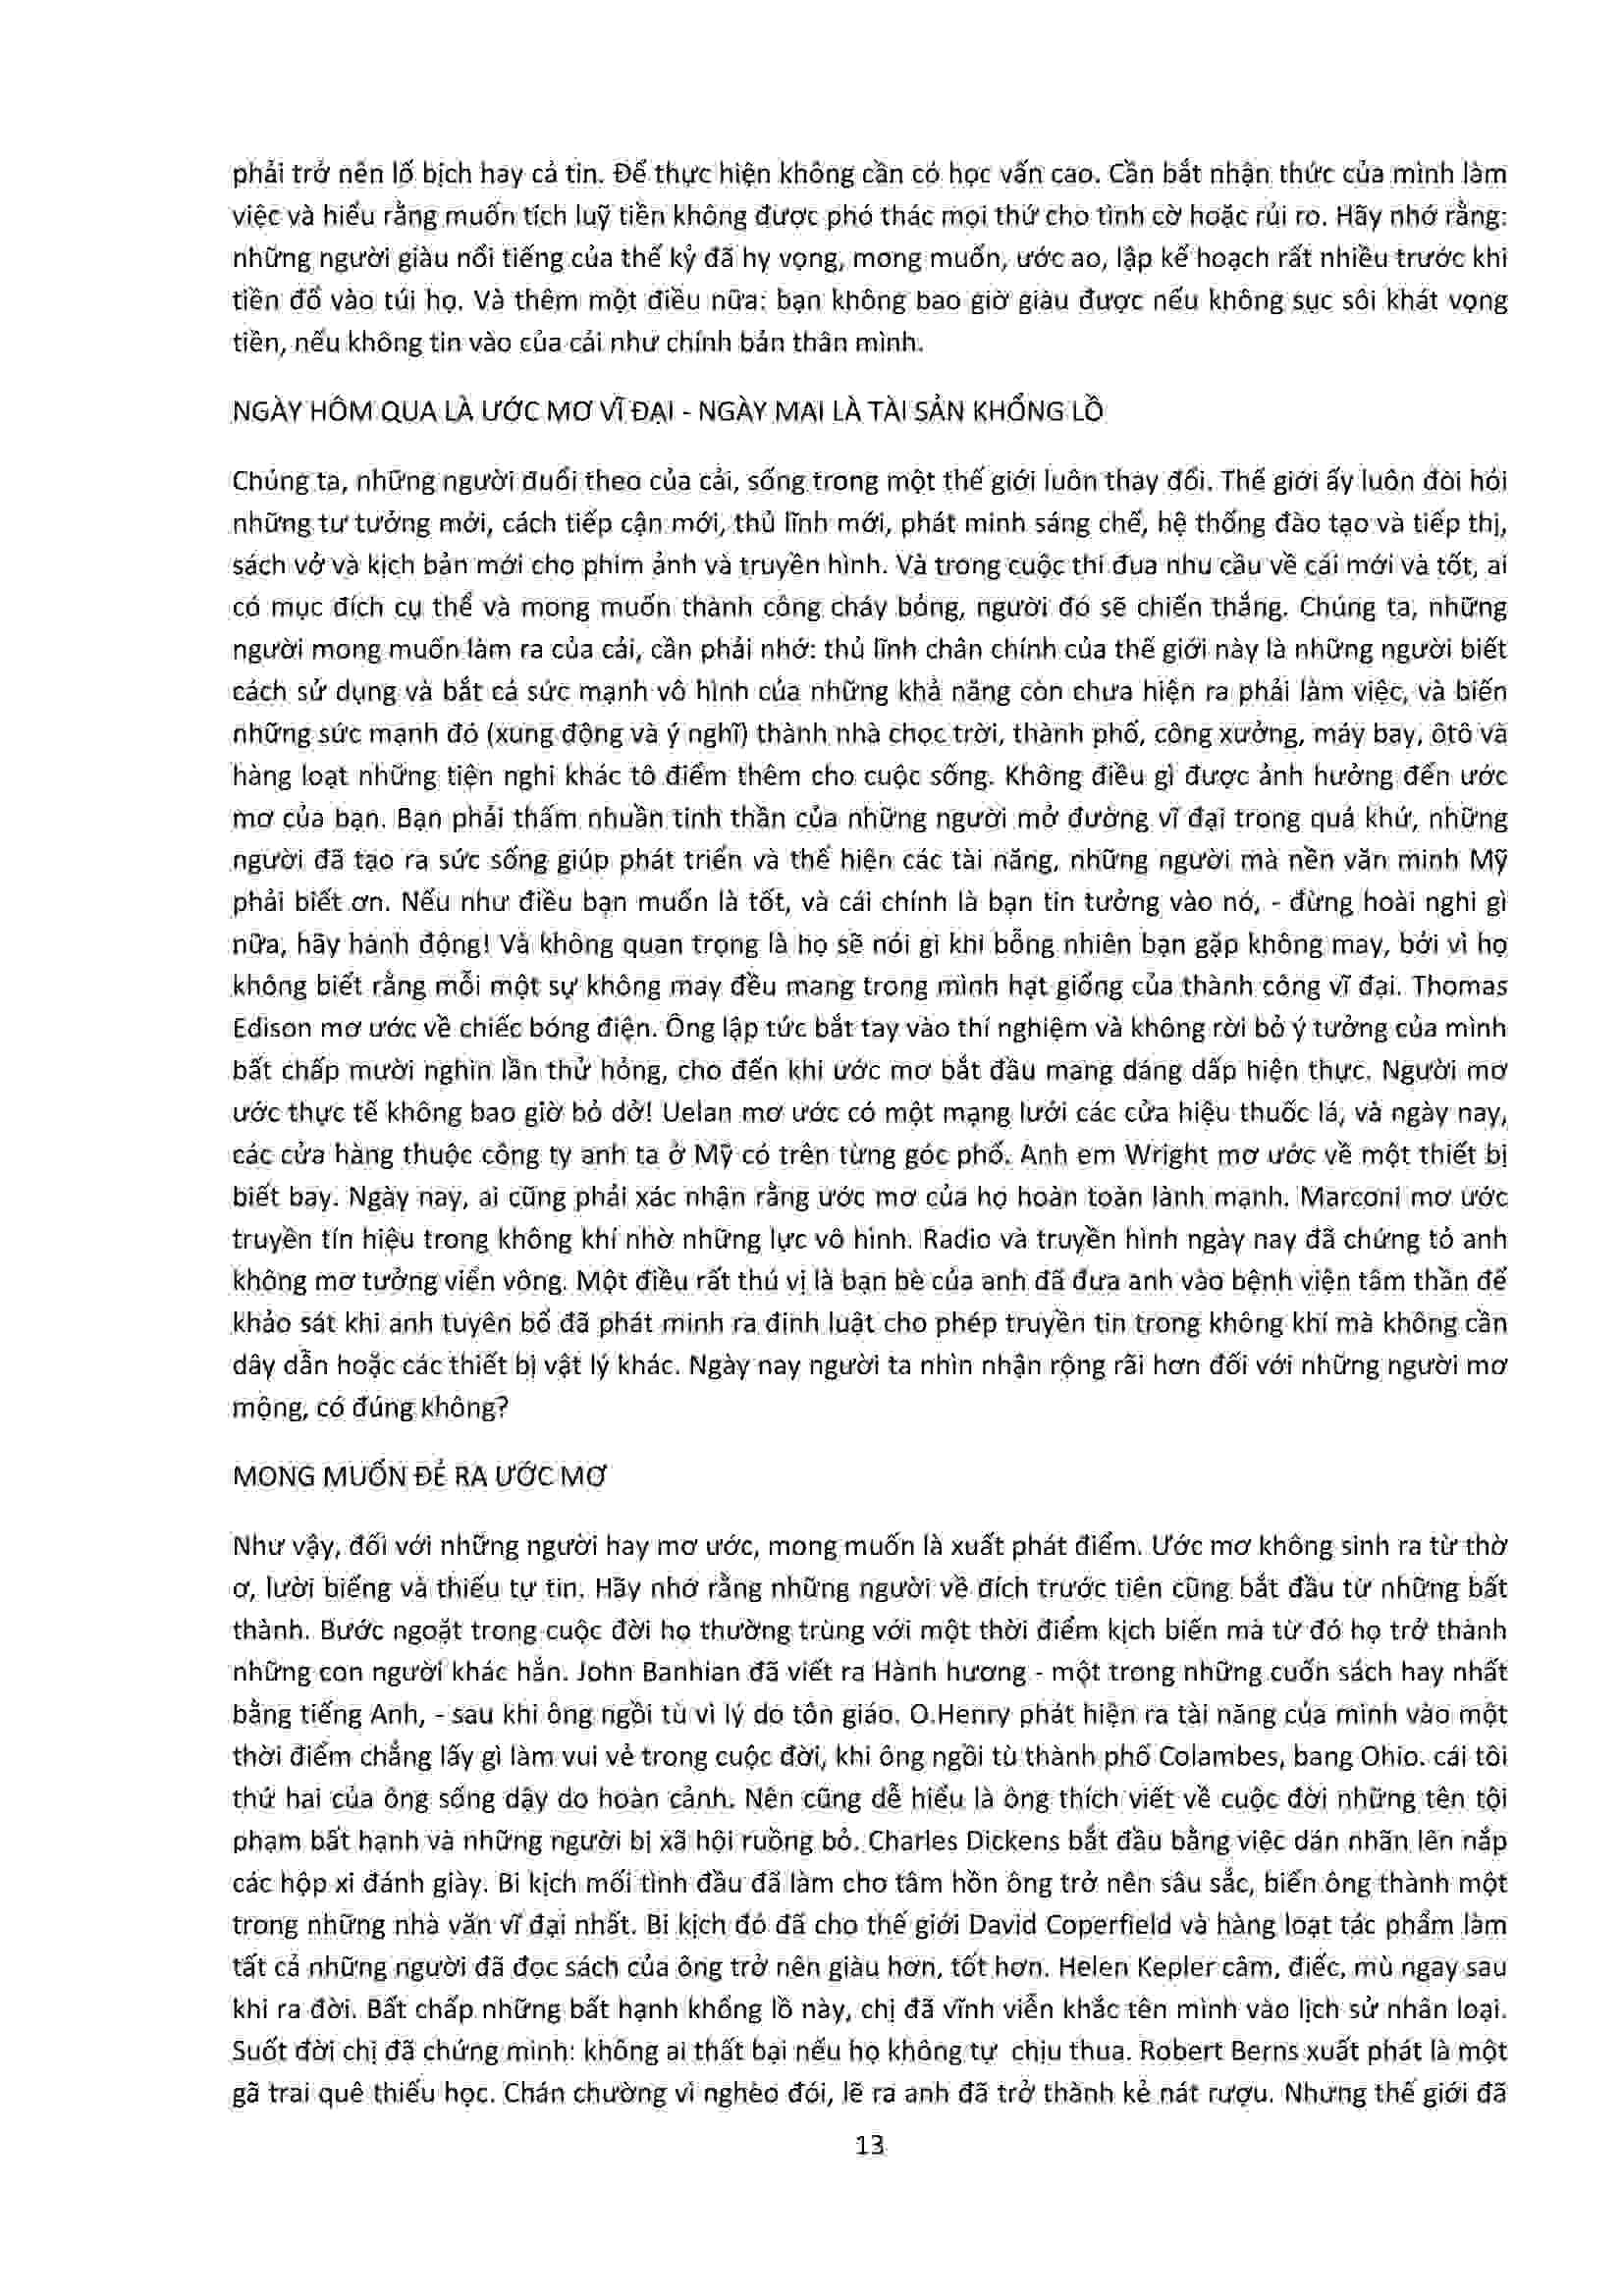 phải trở nên lố bịch hay cả tin. Để thực hiện không cần có học vấn cao. Cần bắt nhận thức của mình làm
việc và hiểu rằng muốn tích luỹ tiền không được phó thác mọi thứ cho tình cờ hoặc rủi ro. Hãy nhớ rằng:
những người giàu nổi tiếng của thế kỷ đã hy vọng, mong muốn, ước ao, lập kế hoạch rất nhiều trước khi
tiền đổ vào túi họ. Và thêm một điều nữa: bạn không bao giờ giàu được nếu không sục sôi khát vọng
tiền, nếu không tin vào của cải như chính bản thân mình.
NGÀY HÔM QUA LÀ ƯỚC MƠ VĨ ĐẠI - NGÀY MAI LÀ TÀI SẢN KHỔNG LỒ
Chúng ta, những người đuổi theo của cải, sống trong một thế giới luôn thay đổi. Thế giới ấy luôn đòi hỏi
những tư tưởng mới, cách tiếp cận mới, thủ lĩnh mới, phát minh sáng chế, hệ thống đào tạo và tiếp thị,
sách vở và kịch bản mới cho phim ảnh và truyền hình. Và trong cuộc thi đua nhu cầu về cái mới và tốt, ai
có mục đích cụ thể và mong muốn thành công cháy bỏng, người đó sẽ chiến thắng. Chúng ta, những
người mong muốn làm ra của cải, cần phải nhớ: thủ lĩnh chân chính của thế giới này là những người biết
cách sử dụng và bắt cả sức mạnh vô hình của những khả năng còn chưa hiện ra phải làm việc, và biến
những sức mạnh đó (xung động và ý nghĩ) thành nhà chọc trời, thành phố, công xưởng, máy bay, ôtô và
hàng loạt những tiện nghi khác tô điểm thêm cho cuộc sống. Không điều gì được ảnh hưởng đến ước
mơ của bạn. Bạn phải thấm nhuần tinh thần của những người mở đường vĩ đại trong quá khứ, những
người đã tạo ra sức sống giúp phát triển và thể hiện các tài năng, những người mà nền văn minh Mỹ
phải biết ơn. Nếu như điều bạn muốn là tốt, và cái chính là bạn tin tưởng vào nó, - đừng hoài nghi gì
nữa, hãy hành động! Và không quan trọng là họ sẽ nói gì khi bỗng nhiên bạn gặp không may, bởi vì họ
không biết rằng mỗi một sự không may đều mang trong mình hạt giống của thành công vĩ đại. Thomas
Edison mơ ước về chiếc bóng điện. Ông lập tức bắt tay vào thí nghiệm và không rời bỏ ý tưởng của mình
bất chấp mười nghìn lần thử hỏng, cho đến khi ước mơ bắt đầu mang dáng dấp hiện thực. Người mơ
ước thực tế không bao giờ bỏ dở! Uelan mơ ước có một mạng lưới các cửa hiệu thuốc lá, và ngày nay,
các cửa hàng thuộc công ty anh ta ở Mỹ có trên từng góc phố. Anh em Wright mơ ước về một thiết bị
biết bay. Ngày nay, ai cũng phải xác nhận rằng ước mơ của họ hoàn toàn lành mạnh. Marconi mơ ước
truyền tín hiệu trong không khí nhờ những lực vô hình. Radio và truyền hình ngày nay đã chứng tỏ anh
không mơ tưởng viển vông. Một điều rất thú vị là bạn bè của anh đã đưa anh vào bệnh viện tâm thần để
khảo sát khi anh tuyên bố đã phát minh ra định luật cho phép truyền tin trong không khí mà không cần
dây dẫn hoặc các thiết bị vật lý khác. Ngày nay người ta nhìn nhận rộng rãi hơn đối với những người mơ
mộng, có đúng không?
MONG MUỐN ĐẺ RA ƯỚC MƠ
Như vậy, đối với những người hay mơ ước, mong muốn là xuất phát điểm. Ước mơ không sinh ra từ thờ
ơ, lười biếng và thiếu tự tin. Hãy nhớ rằng những người về đích trước tiên cũng bắt đầu từ những bất
thành. Bước ngoặt trong cuộc đời họ thường trùng với một thời điểm kịch biến mà từ đó họ trở thành
những con người khác hẳn. John Banhian đã viết ra Hành hương - một trong những cuốn sách hay nhất
bằng tiếng Anh, - sau khi ông ngồi tù vì lý do tôn giáo. O.Henry phát hiện ra tài năng của mình vào một
thời điểm chẳng lấy gì làm vui vẻ trong cuộc đời, khi ông ngồi tù thành phố Colambes, bang Ohio. cái tôi
thứ hai của ông sống dậy do hoàn cảnh. Nên cũng dễ hiểu là ông thích viết về cuộc đời những tên tội
phạm bất hạnh và những người bị xã hội ruồng bỏ. Charles Dickens bắt đầu bằng việc dán nhãn lên nắp
các hộp xi đánh giày. Bi kịch mối tình đầu đã làm cho tâm hồn ông trở nên sâu sắc, biến ông thành một
trong những nhà văn vĩ đại nhất. Bi kịch đó đã cho thế giới David Coperfield và hàng loạt tác phẩm làm
tất cả những người đã đọc sách của ông trở nên giàu hơn, tốt hơn. Helen Kepler câm, điếc, mù ngay sau
khi ra đời. Bất chấp những bất hạnh khổng lồ này, chị đã vĩnh viễn khắc tên mình vào lịch sử nhân loại.
Suốt đời chị đã chứng minh: không ai thất bại nếu họ không tự chịu thua. Robert Berns xuất phát là một
gã trai quê thiếu học. Chán chường vì nghèo đói, lẽ ra anh đã trở thành kẻ nát rượu. Nhưng thế giới đã
13